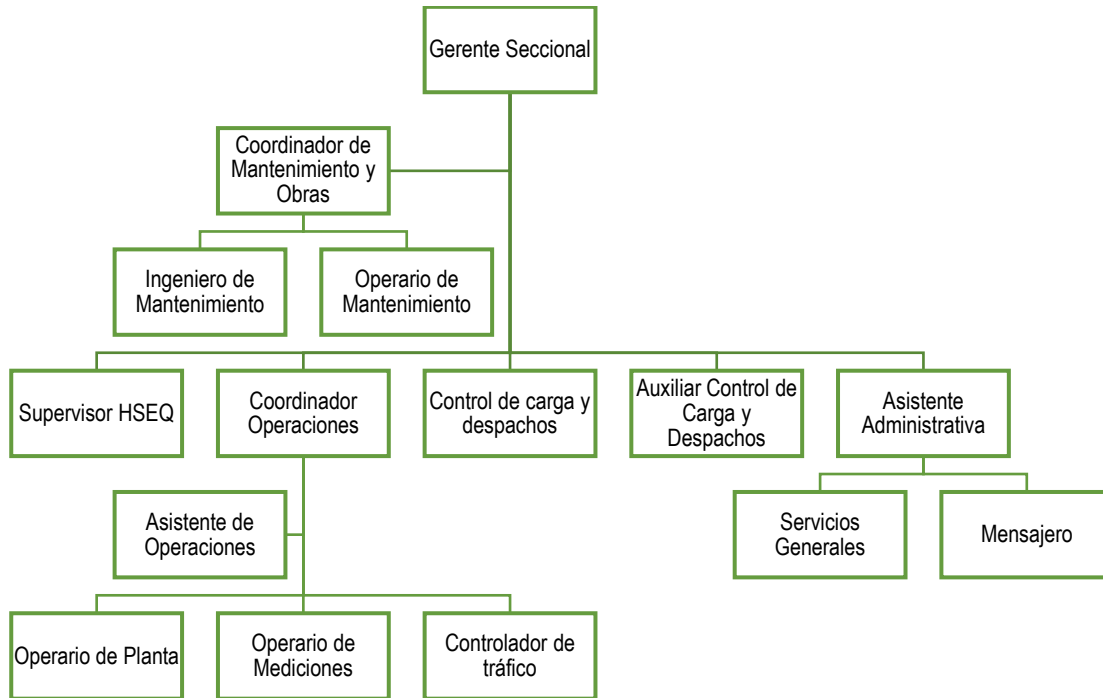 Gerente Seccional
Coordinador de
Mantenimiento y
Obras
Ingeniero de
Mantenimiento
Operario de
Mantenimiento
Supervisor HSEQ
Coordinador
Operaciones
Control de carga y
despachos
Auxiliar Control de
Carga y
Despachos
Asistente
Administrativa
Asistente de
Operaciones
Servicios
Generales
Mensajero
Operario de Planta
Operario de
Mediciones
Controlador de
tráfico